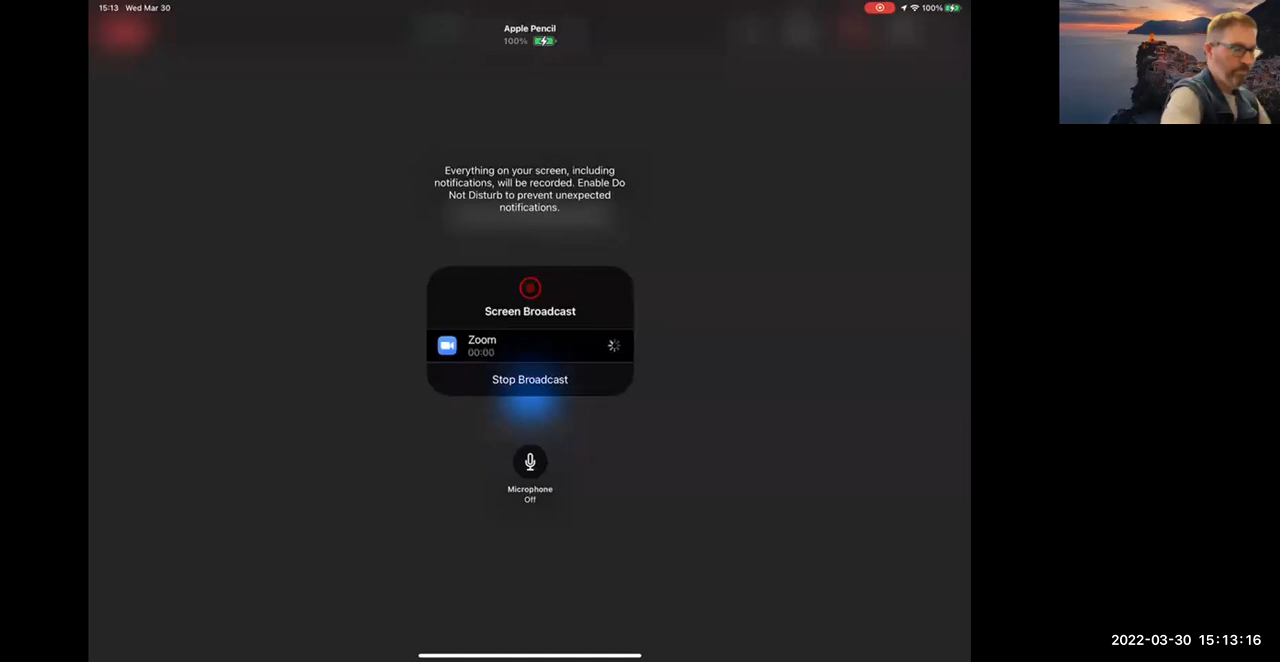 15:13 Wed Mar 30
100%
Apple Pencil
100%
Everything on your screen, including
notifications, will be recorded. Enable Do
Not Disturb to prevent unexpected
notifications.
Screen Broadcast
Zoom
00:00
Stop Broadcast
Microphone
Off
2022-03-30 15:13:16